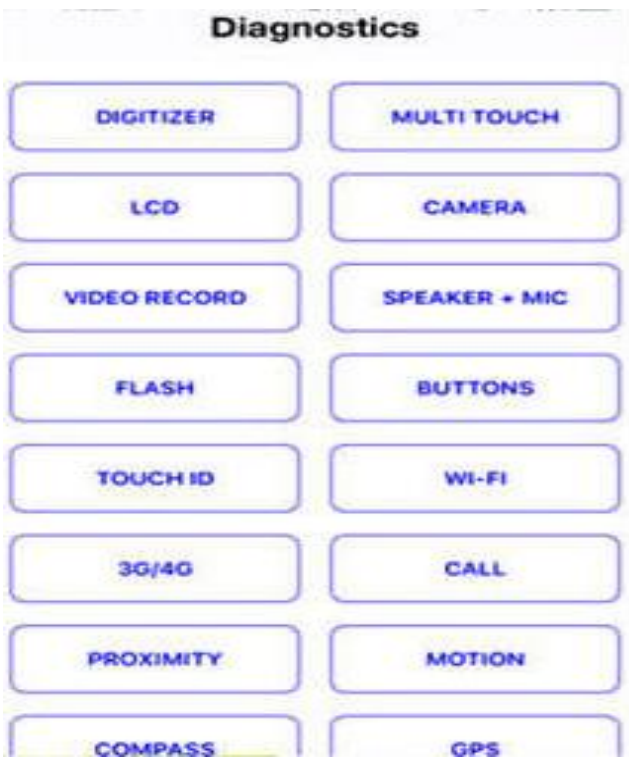 Diagnostics
DIGITIZER
MULTI TOUCH
LCD
CAMERA
VIDEO RECORD
SPEAKER + MIC
FLASH
BUTTONS
TOUCH ID
WI-FI
3G/4G
CALL
PROXIMITY
MOTION
COMPASS
GPS